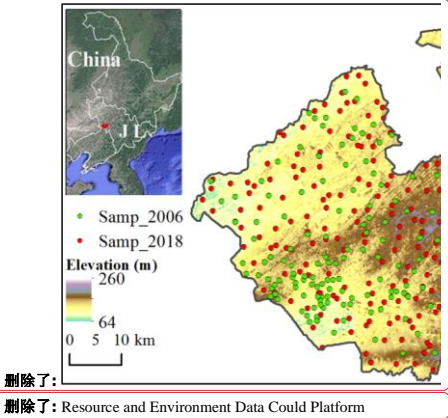 China
JL
Samp_2006
Samp_2018
Elevation (m)
260
64
0 5 10 km
删除了:
删除了: Resource and Environment Data Could Platform